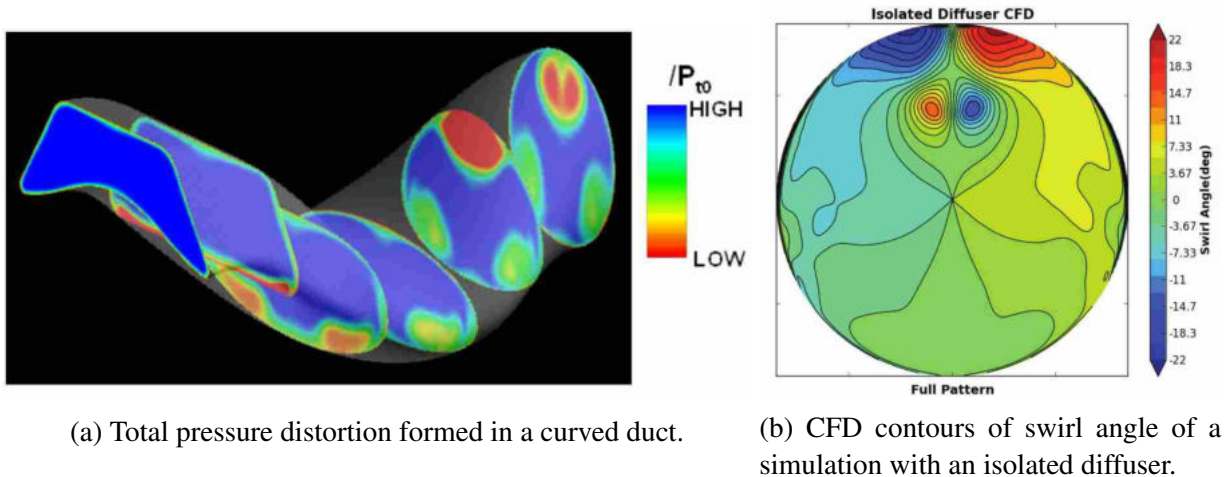 /Pt0
HIGH
LOW
Isolated Diffuser CFD
22
18.3
14.7
11
7.33
3.67
0
-3.67
-7.33
-11
-14.7
-18.3
-22
Swirl Angle(deg)
Full Pattern
(a) Total pressure distortion formed in a curved duct.
(b) CFD contours of swirl angle of a
simulation with an isolated diffuser.